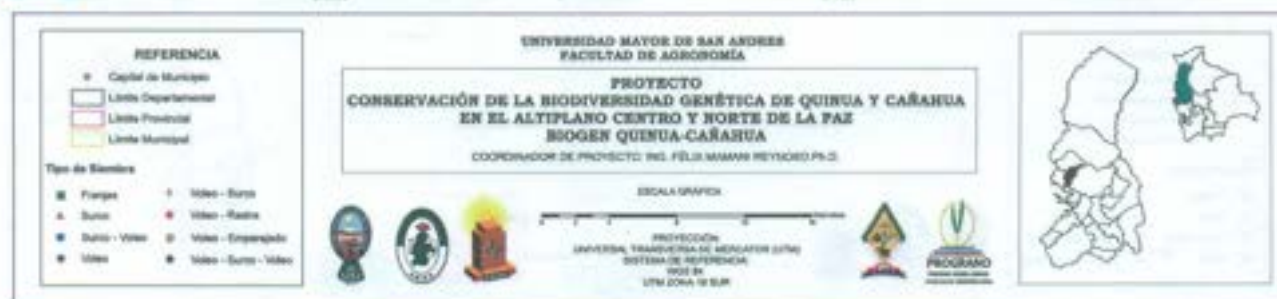 REFERENCIA
Capital de Municipio
Límite Departamental
Límite Provincial
Límite Municipal
Tipo de Siembra
Franjas
Surco
Surco - Voleo
Voleo
Voleo - Surco
Voleo - Rastra
Voleo - Emparejado
Voleo - Surco - Voleo
UNIVERSIDAD MAYOR DE SAN ANDRES
FACULTAD DE AGRONOMÍA
PROYECTO
CONSERVACIÓN DE LA BIODIVERSIDAD GENÉTICA DE QUINUA Y CAÑAHUA
EN EL ALTIPLANO CENTRO Y NORTE DE LA PAZ
BIOGEN QUINUA-CAÑAHUA
COORDINADOR DE PROYECTO: ING. FÉLIX MAMANI REYNOSO Ph.D.
ESCALA GRÁFICA
PROYECCIÓN:
UNIVERSAL TRANSVERSA DE MERCATOR (UTM)
SISTEMA DE REFERENCIA:
WGS 84
UTM ZONA 19 SUR
PROGRANO